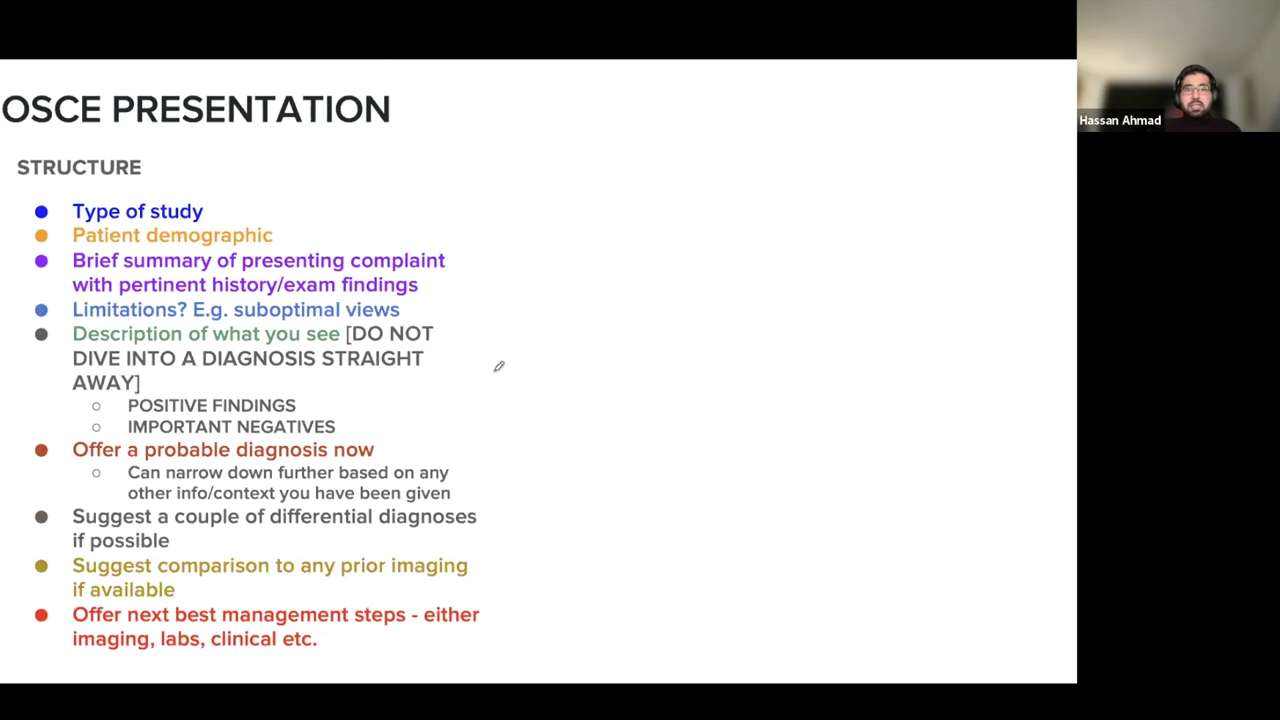 OSCE PRESENTATION
STRUCTURE
Type of study
Patient demographic
Brief summary of presenting complaint
with pertinent history/exam findings
Limitations? E.g. suboptimal views
Description of what you see [DO NOT
DIVE INTO A DIAGNOSIS STRAIGHT
AWAY]
POSITIVE FINDINGS
IMPORTANT NEGATIVES
Offer a probable diagnosis now
Can narrow down further based on any
other info/context you have been given
Suggest a couple of differential diagnoses
if possible
Suggest comparison to any prior imaging
if available
Offer next best management steps - either
imaging, labs, clinical etc.
Hassan Ahmad